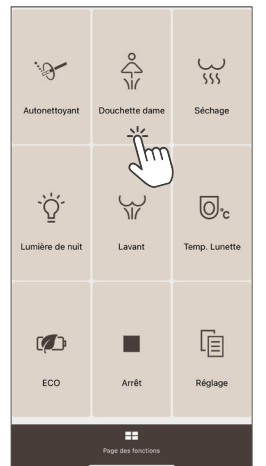 Autonettoyant
Douchette dame
Séchage
Lumière de nuit
Lavant
Temp. Lunette
°C
ECO
Arrêt
Réglage
Page des fonctions